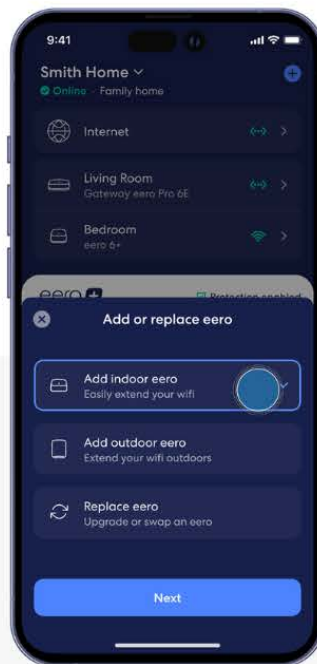 9:41
Smith Home
Online · Family home
Internet
Living Room
Gateway eero Pro 6E
Bedroom
eero 6+
eero
Protection enabled
Add or replace eero
Add indoor eero
Easily extend your wifi
Add outdoor eero
Extend your wifi outdoors
Replace eero
Upgrade or swap an eero
Next